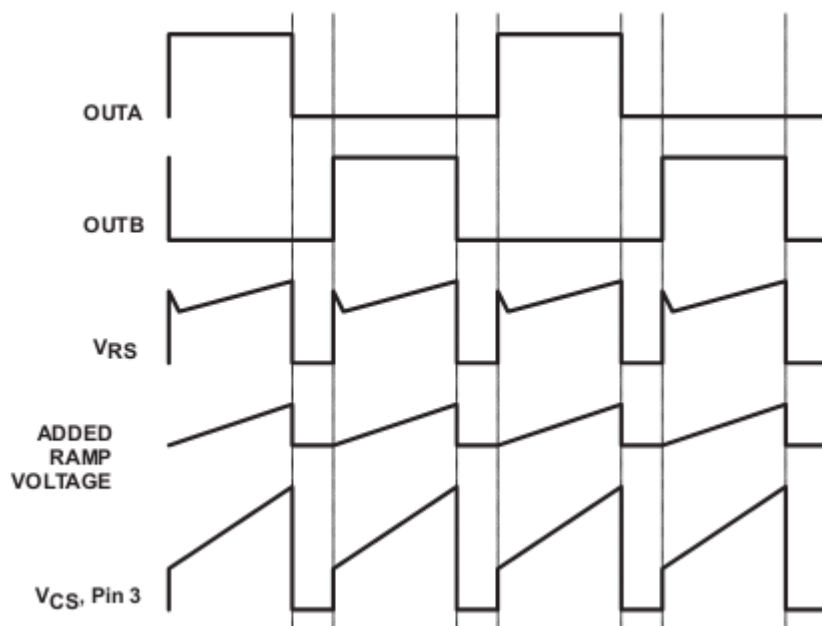 OUTA
OUTB
VRS
ADDED
RAMP
VOLTAGE
VCS, Pin 3